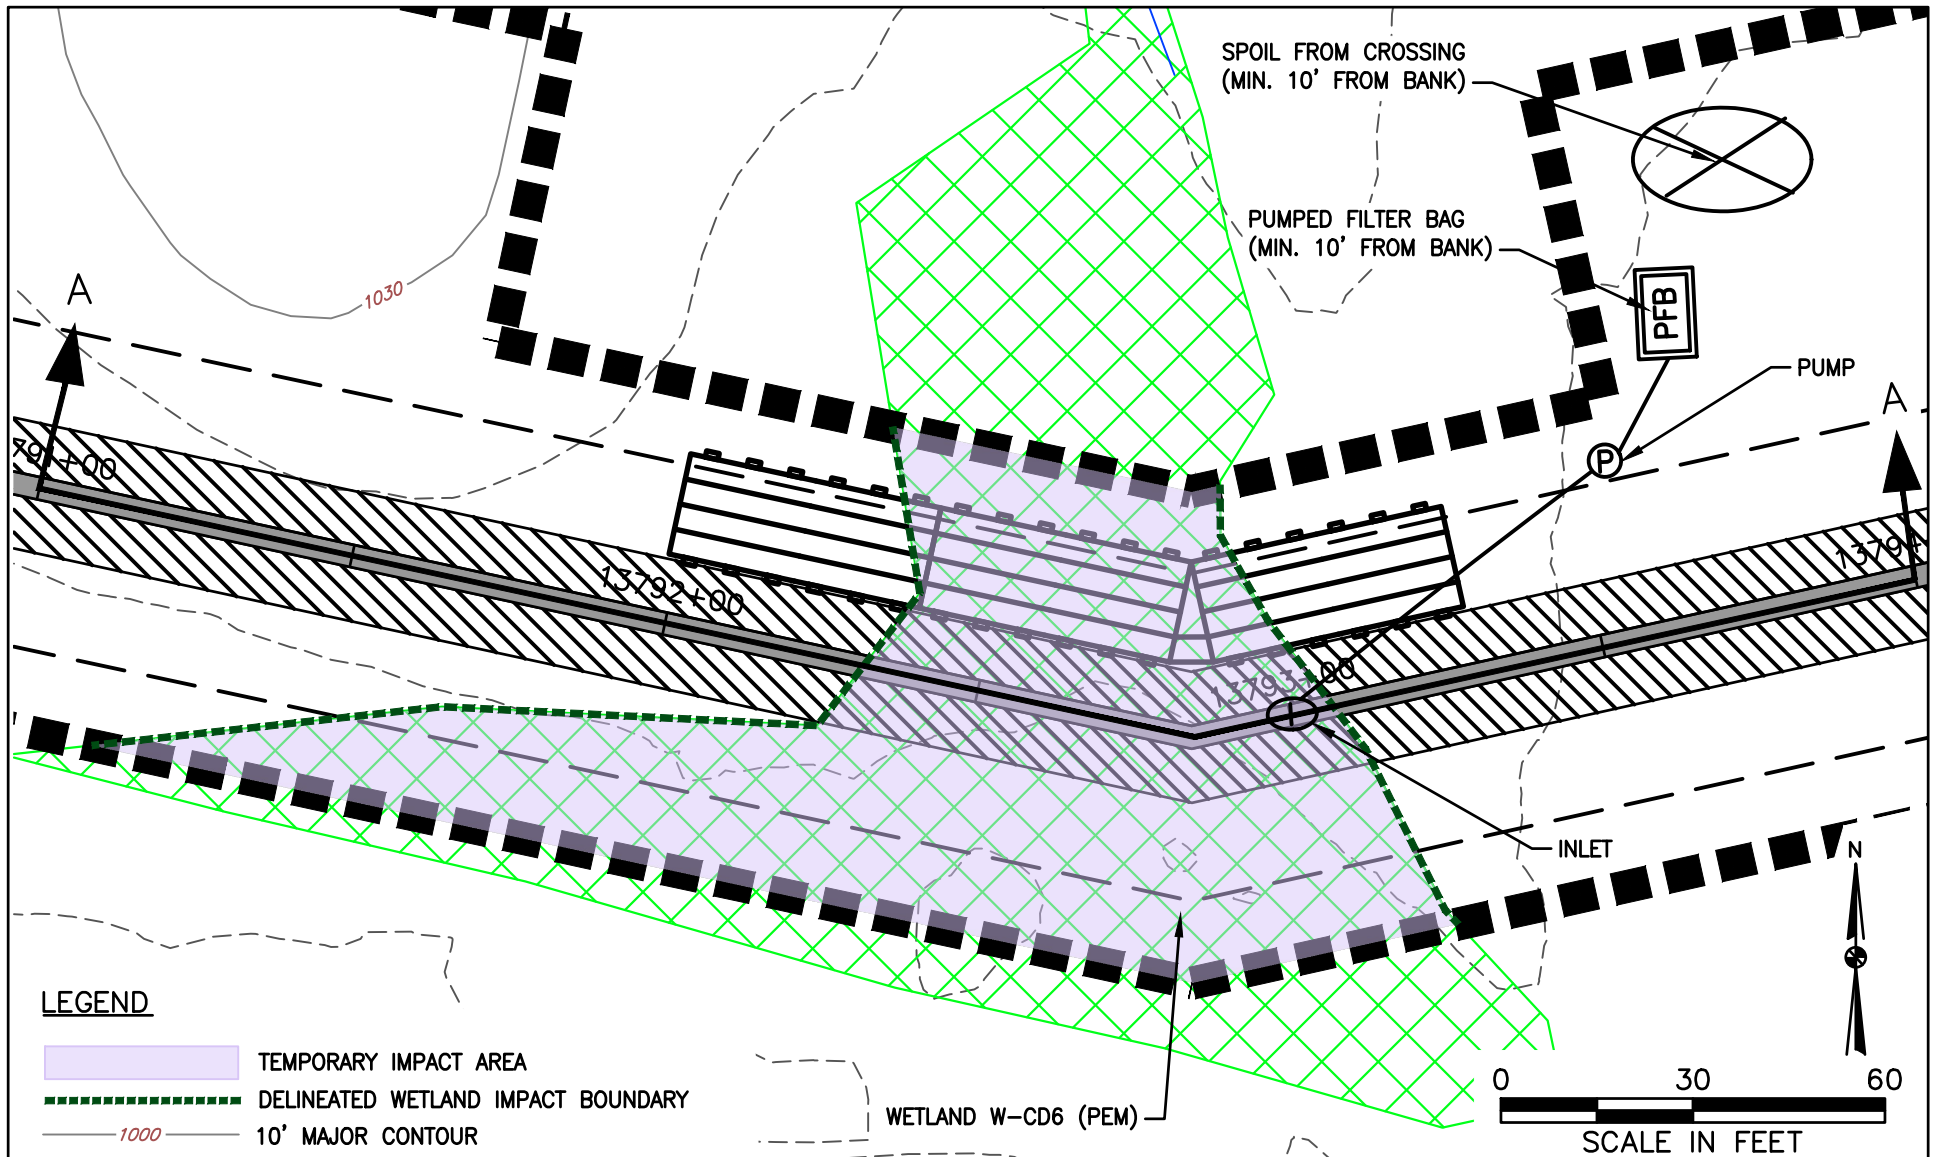 SPOIL FROM CROSSING
(MIN. 10' FROM BANK)
PUMPED FILTER BAG
(MIN. 10' FROM BANK)
A
1030
PFB
PUMP
A
P
13792+00
13793+00
INLET
N
LEGEND
TEMPORARY IMPACT AREA
DELINEATED WETLAND IMPACT BOUNDARY
1000
10' MAJOR CONTOUR
WETLAND W-CD6 (PEM)
0 30 60
SCALE IN FEET